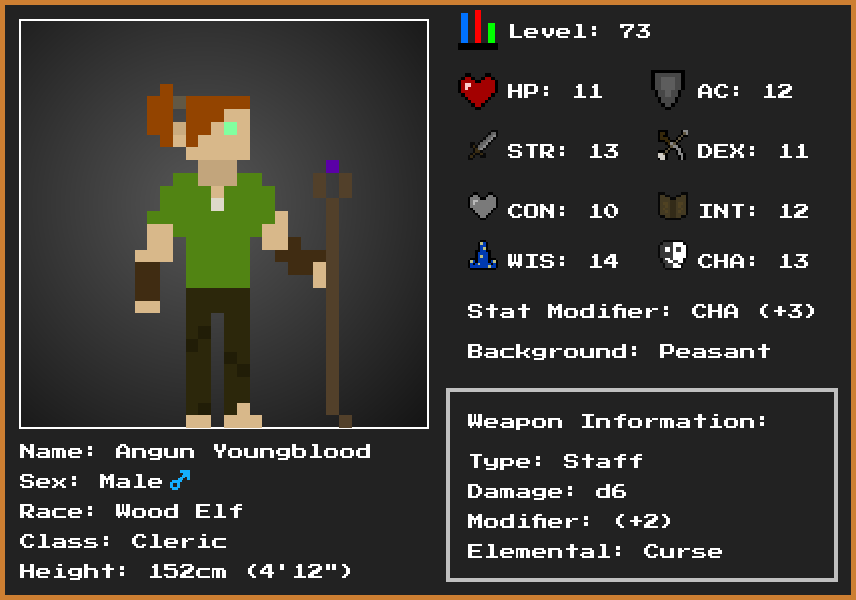 Level: 73
HP: 11
AC: 12
STR: 13
DEX: 11
CON: 10
INT: 12
WIS: 14
CHA: 13
Stat Modifier: CHA (+3)
Background: Peasant
Weapon Information:
Type: Staff
Damage: d6
Modifier: (+2)
Elemental: Curse
Name: Angun Youngblood
Sex: Male♂
Race: Wood Elf
Class: Cleric
Height: 152cm (4'12")